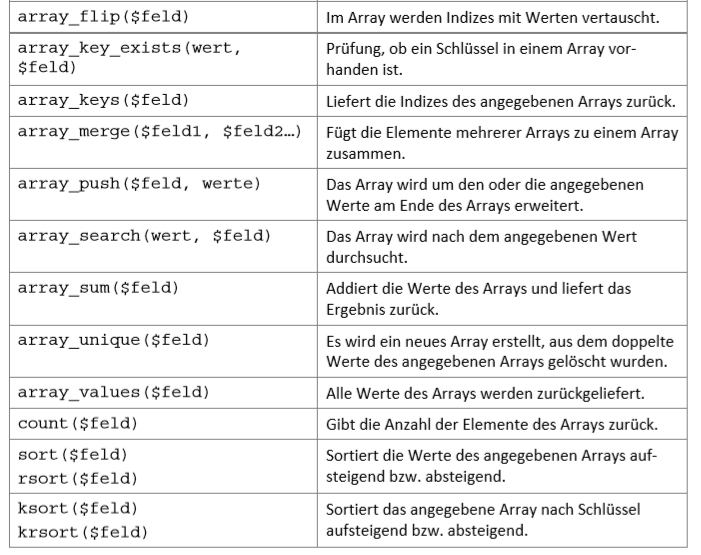 array_flip($feld)
Im Array werden Indizes mit Werten vertauscht.
array_key_exists(wert,
$feld)
Prüfung, ob ein Schlüssel in einem Array vor-
handen ist.
array_keys($feld)
Liefert die Indizes des angegebenen Arrays zurück.
array_merge($feld1, $feld2…)
Fügt die Elemente mehrerer Arrays zu einem Array
zusammen.
array_push($feld, werte)
Das Array wird um den oder die angegebenen
Werte am Ende des Arrays erweitert.
array_search(wert, $feld)
Das Array wird nach dem angegebenen Wert
durchsucht.
array_sum($feld)
Addiert die Werte des Arrays und liefert das
Ergebnis zurück.
array_unique($feld)
Es wird ein neues Array erstellt, aus dem doppelte
Werte des angegebenen Arrays gelöscht wurden.
array_values($feld)
Alle Werte des Arrays werden zurückgeliefert.
count($feld)
Gibt die Anzahl der Elemente des Arrays zurück.
sort($feld)
rsort($feld)
Sortiert die Werte des angegebenen Arrays auf-
steigend bzw. absteigend.
ksort($feld)
krsort($feld)
Sortiert das angegebene Array nach Schlüssel
aufsteigend bzw. absteigend.